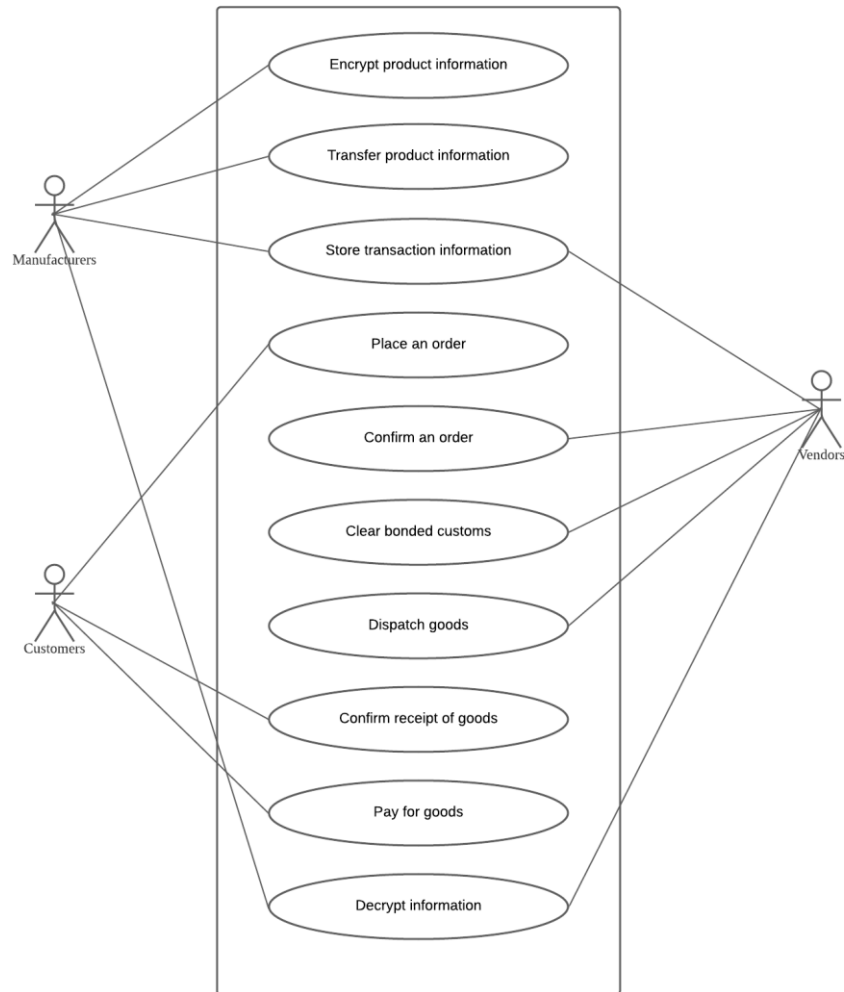 Encrypt product information
Transfer product information
Manufacturers
Store transaction information
Place an order
Confirm an order
Vendors
Clear bonded customs
Dispatch goods
Customers
Confirm receipt of goods
Pay for goods
Decrypt information